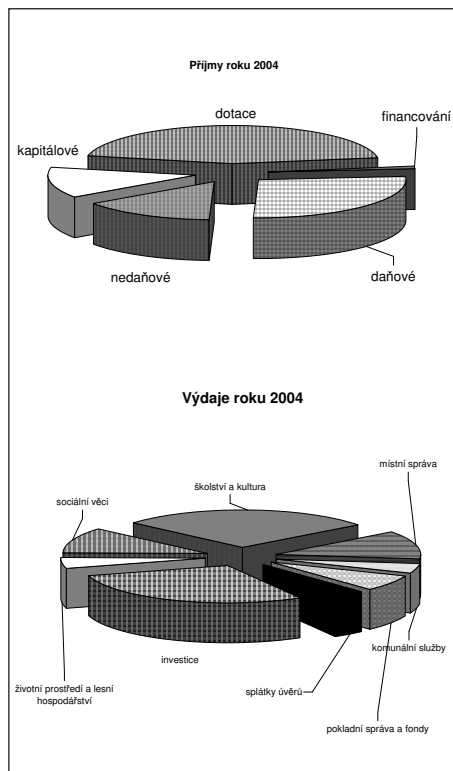 Příjmy roku 2004
dotace
financování
kapitálové
nedaňové
daňové
Výdaje roku 2004
místní správa
školství a kultura
sociální věci
komunální služby
investice
životní prostředí a lesní
hospodářství
splátky úvěrů
pokladní správa a fondy